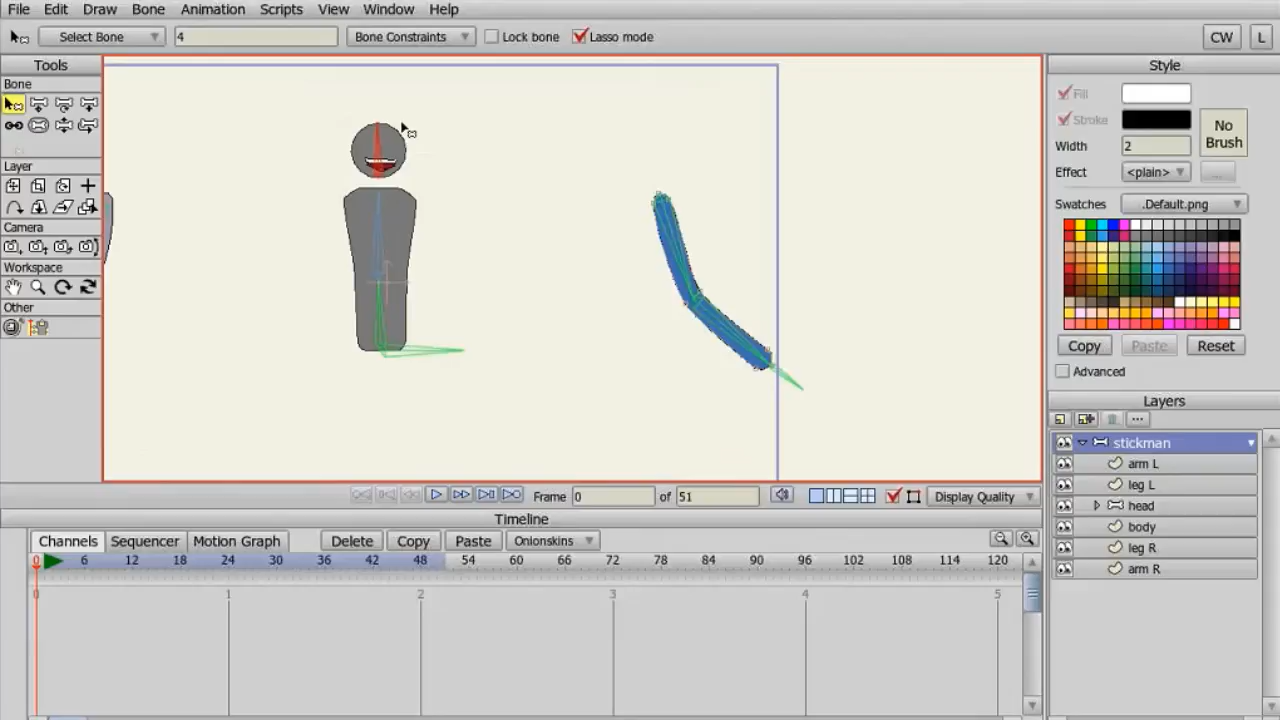 File Edit Draw Bone Animation Scripts View Window Help
Select Bone 4 Bone Constraints Lock bone Lasso mode CW L
Tools
Bone
Layer
Camera
Workspace
Other
Style
Fill
Stroke
No Brush
Width 2
Effect <plain> ...
Swatches .Default.png
Copy Paste Reset
Advanced
Layers
...
stickman
arm L
leg L
head
body
leg R
arm R
Frame 0 of 51 Display Quality
Timeline
Channels Sequencer Motion Graph Delete Copy Paste Onionskins
0 6 12 18 24 30 36 42 48 54 60 66 72 78 84 90 96 102 108 114 120
0 1 2 3 4 5